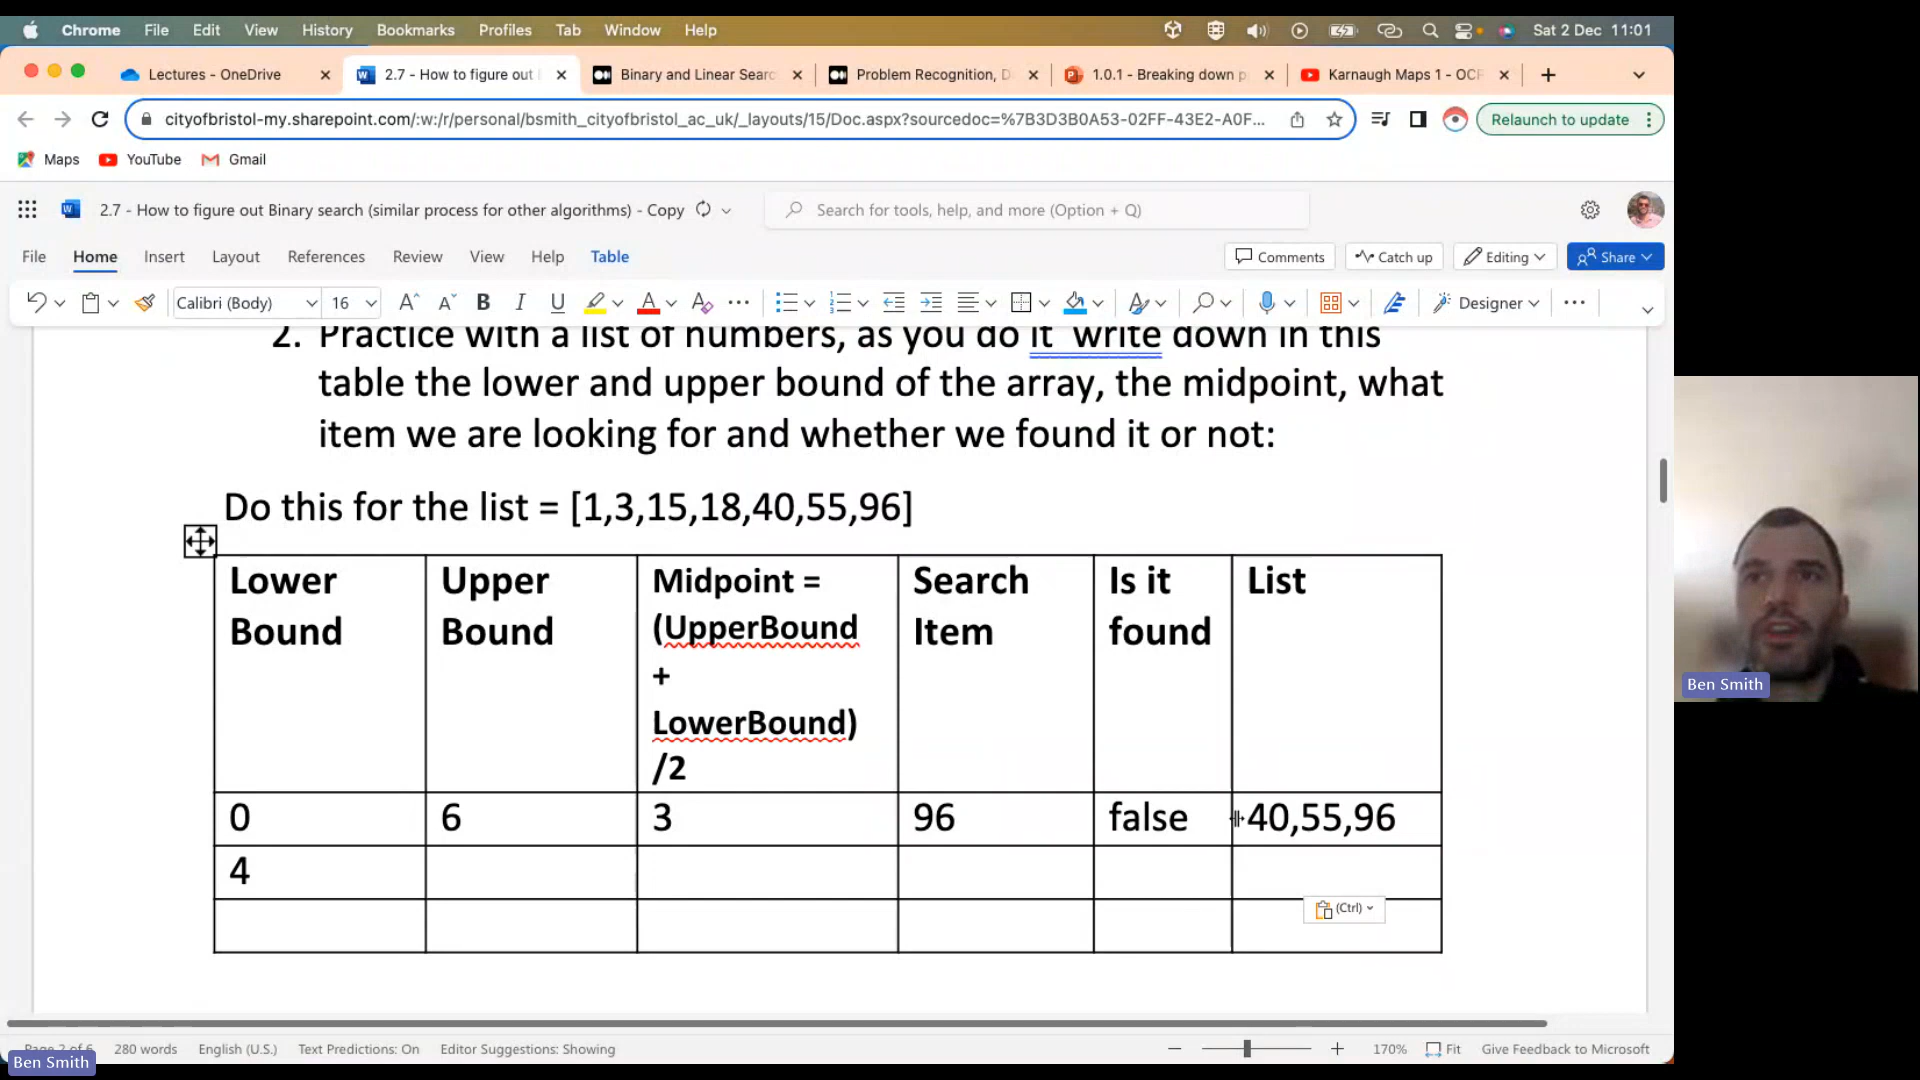 Chrome File Edit View History Bookmarks Profiles Tab Window Help Sat 2 Dec 11:01
Lectures - OneDrive 2.7 - How to figure out Binary and Linear Searc Problem Recognition, D 1.0.1 - Breaking down p Karnaugh Maps 1 - OCF
cityofbristol-my.sharepoint.com/:w:/r/personal/bsmith_cityofbristol_ac_uk/_layouts/15/Doc.aspx?sourcedoc=%7B3D3B0A53-02FF-43E2-A0F... Relaunch to update
Maps YouTube Gmail
2.7 - How to figure out Binary search (similar process for other algorithms) - Copy Search for tools, help, and more (Option + Q)
File Home Insert Layout References Review View Help Table Comments Catch up Editing Share
Calibri (Body) 16 Designer
2. Practice with a list of numbers, as you do it write down in this
table the lower and upper bound of the array, the midpoint, what
item we are looking for and whether we found it or not:
Do this for the list = [1,3,15,18,40,55,96]
Lower Bound
Upper Bound
Midpoint = (UpperBound + LowerBound) /2
Search Item
Is it found
List
0 6 3 96 false 40,55,96
4
(Ctrl)
Ben Smith
Page 2 of 6 280 words English (U.S.) Text Predictions: On Editor Suggestions: Showing 170% Fit Give Feedback to Microsoft
Ben Smith